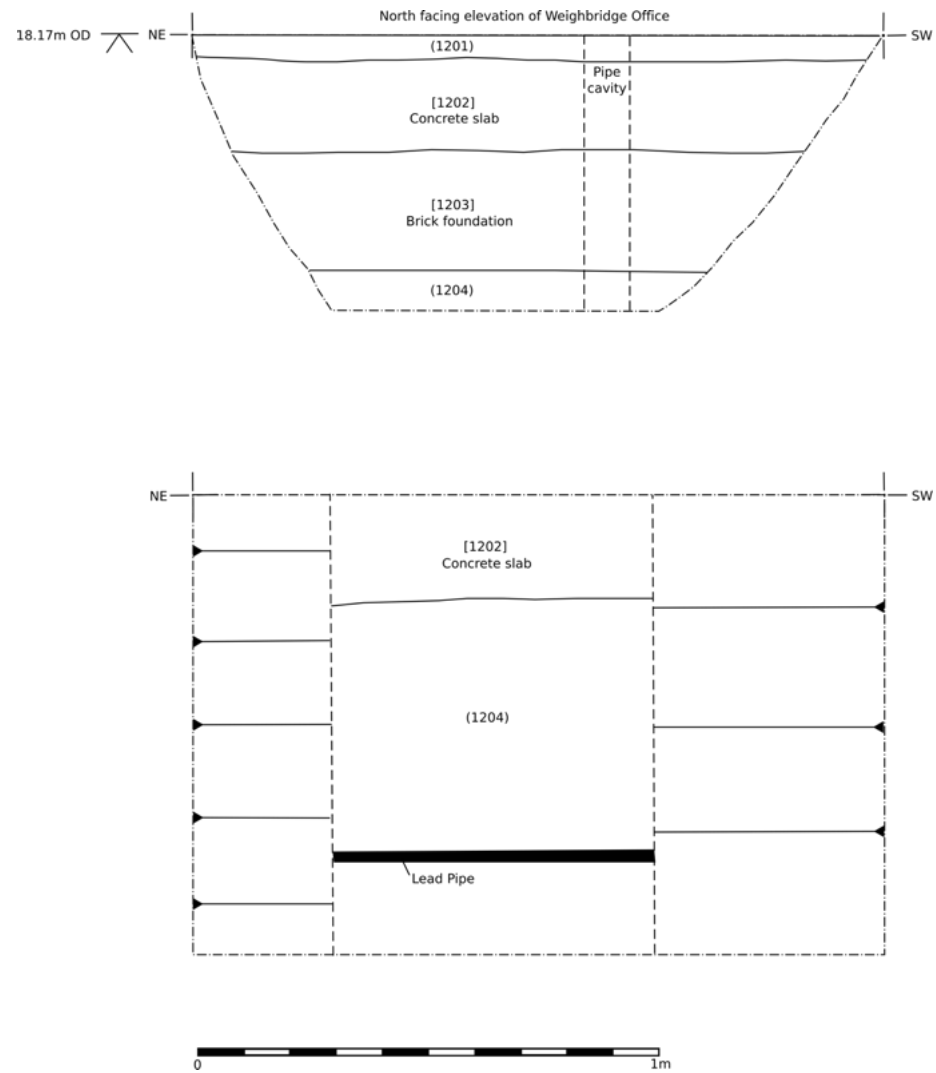 North facing elevation of Weighbridge Office
18.17m OD
NE
SW
(1201)
Pipe
cavity
[1202]
Concrete slab
[1203]
Brick foundation
(1204)
NE
SW
[1202]
Concrete slab
(1204)
Lead Pipe
0
1m